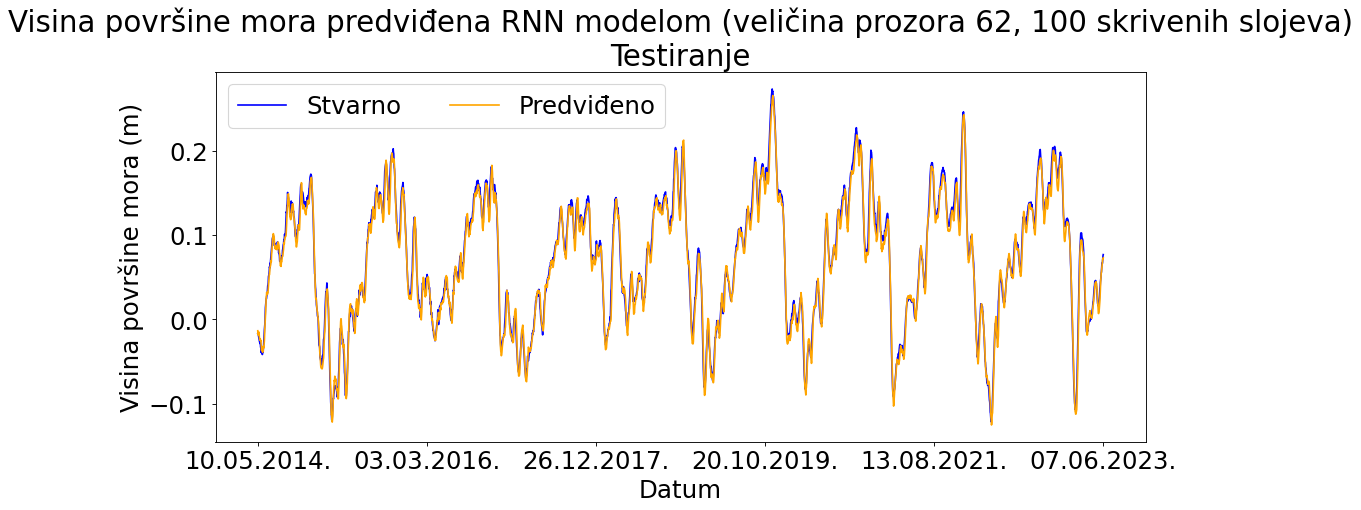 Visina površine mora predviđena RNN modelom (veličina prozora 62, 100 skrivenih slojeva)
Testiranje
Stvarno Predviđeno
Visina površine mora (m)
0.2
0.1
0.0
−0.1
10.05.2014. 03.03.2016. 26.12.2017. 20.10.2019. 13.08.2021. 07.06.2023.
Datum